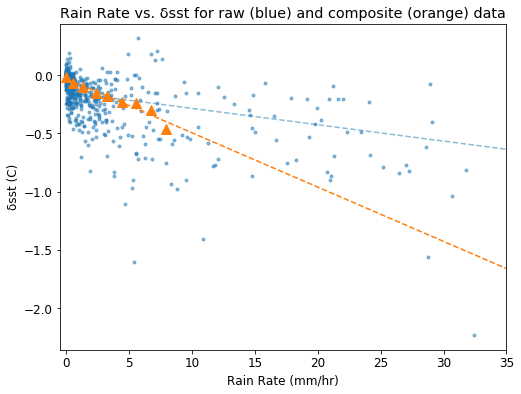 Rain Rate vs. δsst for raw (blue) and composite (orange) data
0.0
−0.5
−1.0
−1.5
−2.0
δsst (C)
0 5 10 15 20 25 30 35
Rain Rate (mm/hr)